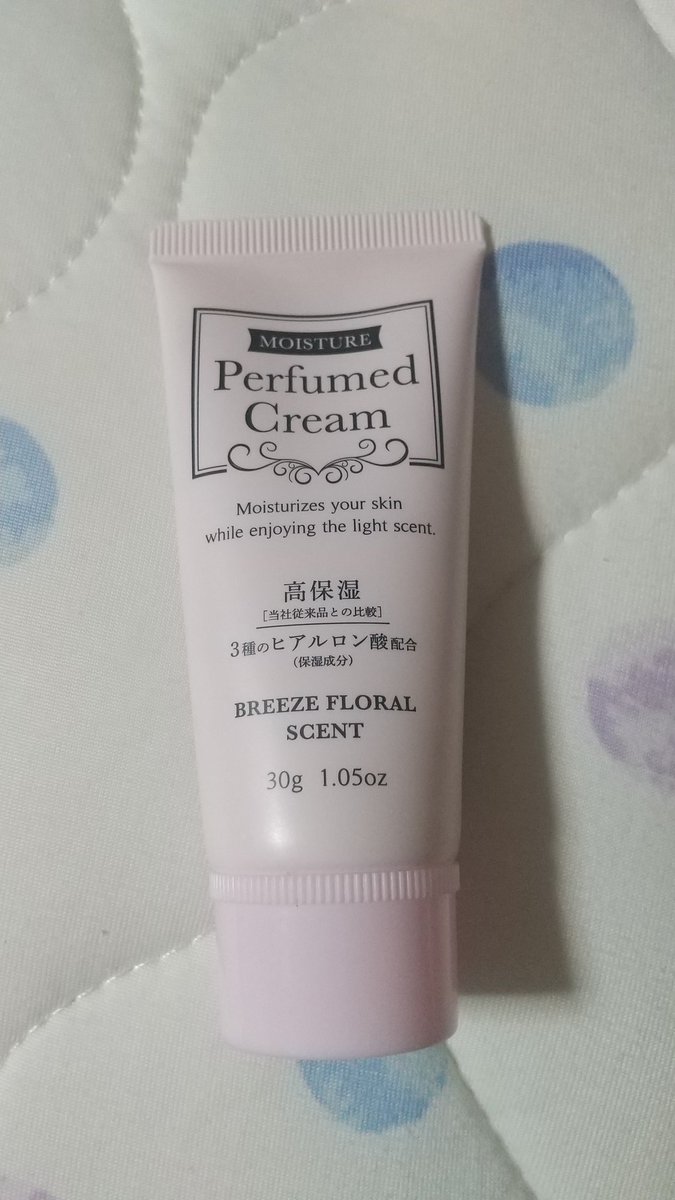 MOISTURE
Perfumed
Cream
Moisturizes your skin
while enjoying the light scent.
高保湿
[当社従来品との比較]
3種のヒアルロン酸配合
(保湿成分)
BREEZE FLORAL
SCENT
30g 1.05oz